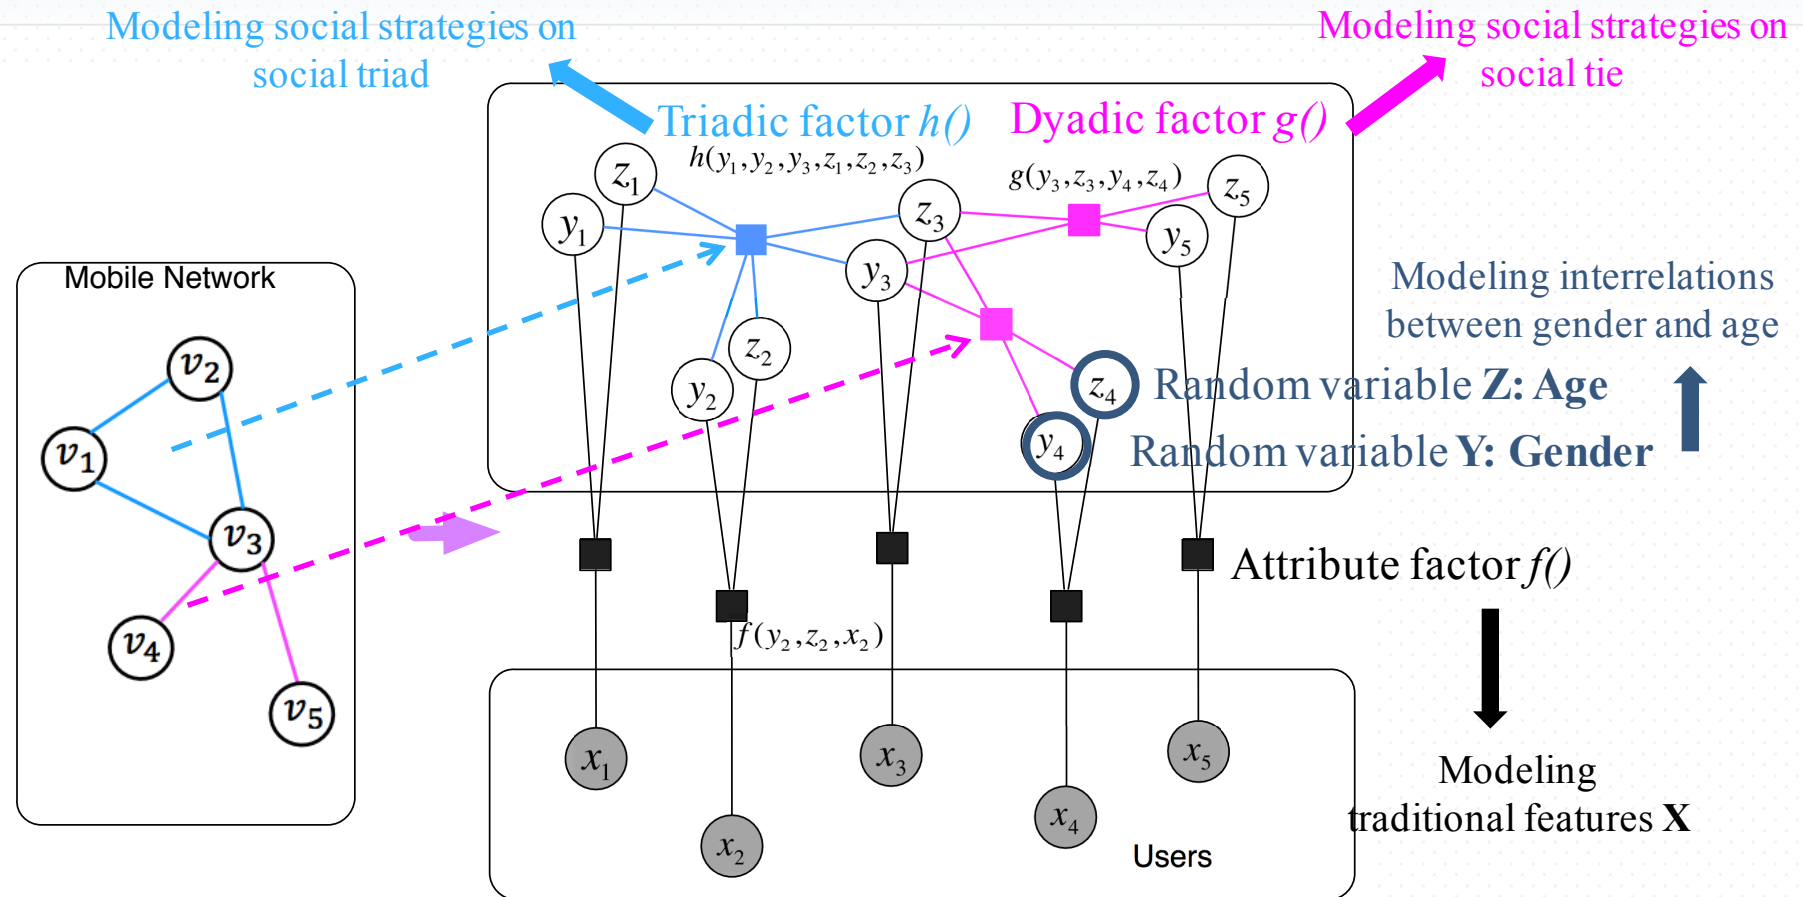 Modeling social strategies on
social triad
Modeling social strategies on
social tie
Triadic factor h()
Dyadic factor g()
h(y₁,y₂,y₃,z₁,z₂,z₃)
g(y₃,z₃,y₄,z₄)
z₁
y₁
z₃
y₃
z₅
y₅
z₂
y₂
z₄
y₄
Mobile Network
v₂
v₁
v₃
v₄
v₅
Modeling interrelations
between gender and age
Random variable Z: Age
Random variable Y: Gender
Attribute factor f()
f(y₂,z₂,x₂)
x₁
x₂
x₃
x₄
x₅
Users
Modeling
traditional features X